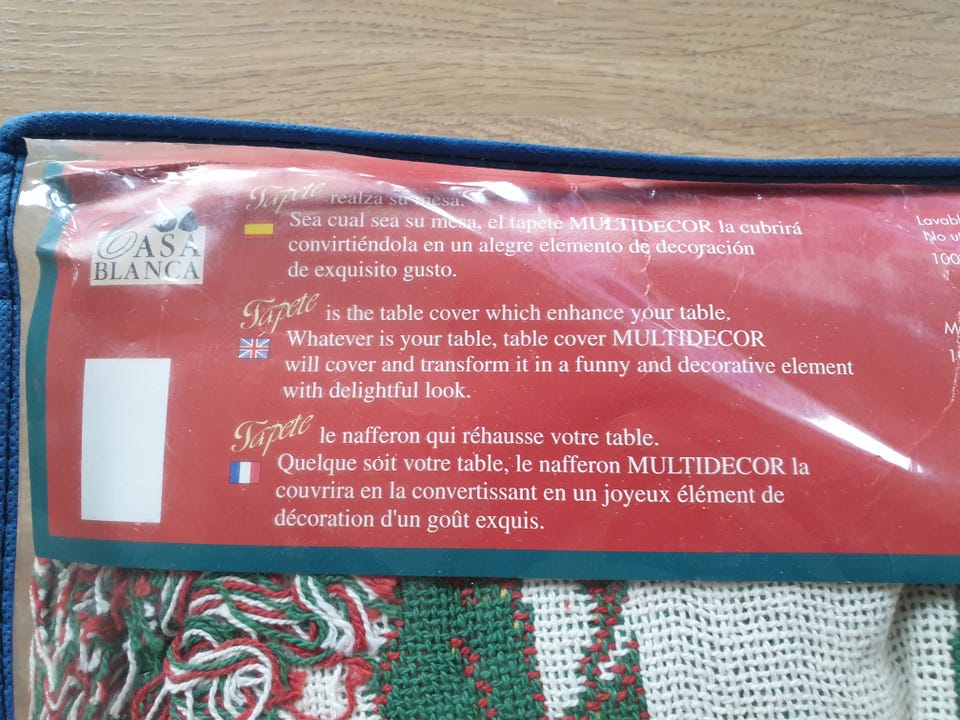 CASA
BLANCA
Tapete realza su mesa.
Sea cual sea su mesa, el tapete MULTIDECOR la cubrirá
convirtiéndola en un alegre elemento de decoración
de exquisito gusto.
Tapete is the table cover which enhance your table.
Whatever is your table, table cover MULTIDECOR
will cover and transform it in a funny and decorative element
with delightful look.
Tapete le nafferon qui réhausse votre table.
Quelque soit votre table, le nafferon MULTIDECOR la
couvrira en la convertissant en un joyeux élément de
décoration d'un goût exquis.
No